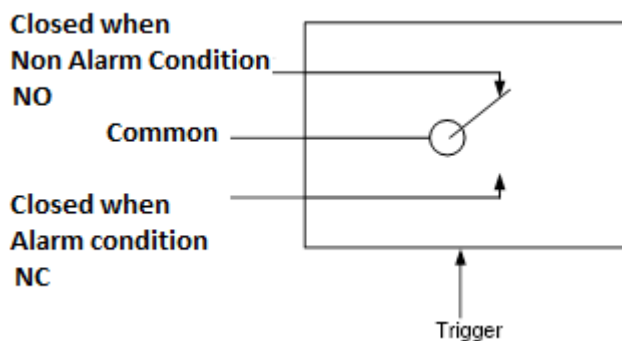 Closed when
Non Alarm Condition
NO
Common
Closed when
Alarm condition
NC
Trigger